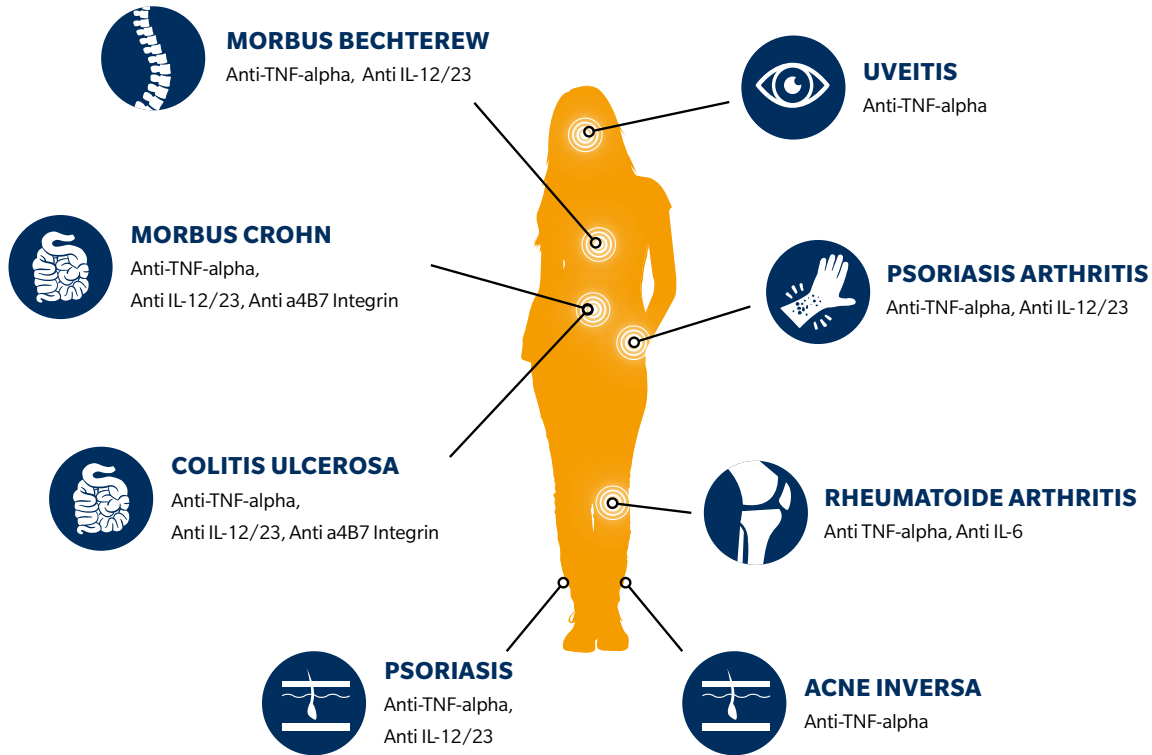 MORBUS BECHTEREW
Anti-TNF-alpha, Anti IL-12/23
UVEITIS
Anti-TNF-alpha
MORBUS CROHN
Anti-TNF-alpha,
Anti IL-12/23, Anti a4B7 Integrin
PSORIASIS ARTHRITIS
Anti-TNF-alpha, Anti IL-12/23
COLITIS ULCEROSA
Anti-TNF-alpha,
Anti IL-12/23, Anti a4B7 Integrin
RHEUMATOIDE ARTHRITIS
Anti TNF-alpha, Anti IL-6
PSORIASIS
Anti-TNF-alpha,
Anti IL-12/23
ACNE INVERSA
Anti-TNF-alpha